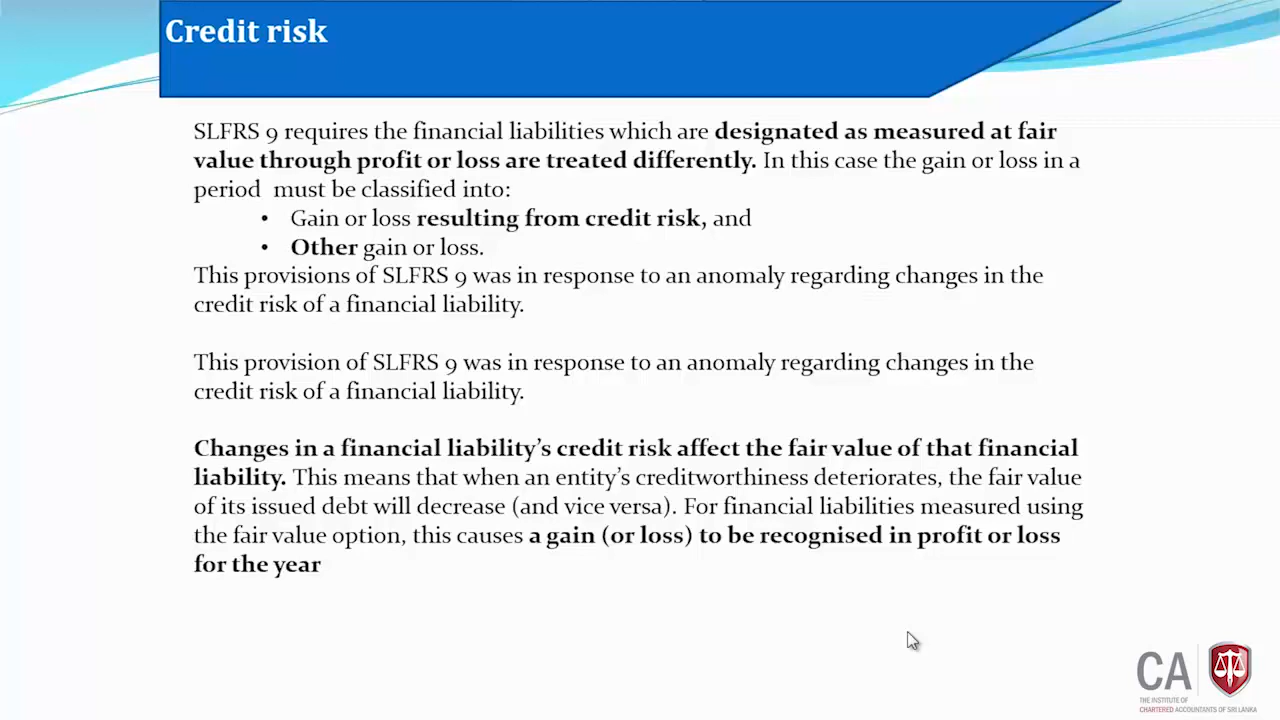 Credit risk
SLFRS 9 requires the financial liabilities which are designated as measured at fair
value through profit or loss are treated differently. In this case the gain or loss in a
period must be classified into:
• Gain or loss resulting from credit risk, and
• Other gain or loss.
This provisions of SLFRS 9 was in response to an anomaly regarding changes in the
credit risk of a financial liability.
This provision of SLFRS 9 was in response to an anomaly regarding changes in the
credit risk of a financial liability.
Changes in a financial liability’s credit risk affect the fair value of that financial
liability. This means that when an entity’s creditworthiness deteriorates, the fair value
of its issued debt will decrease (and vice versa). For financial liabilities measured using
the fair value option, this causes a gain (or loss) to be recognised in profit or loss
for the year
CA
THE INSTITUTE OF
CHARTERED ACCOUNTANTS OF SRI LANKA